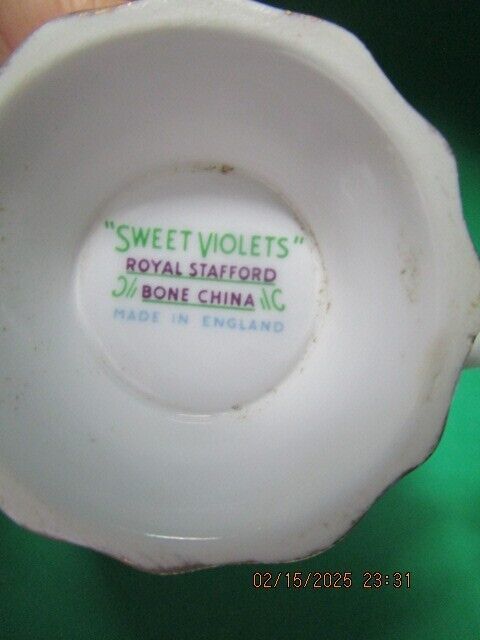 "SWEET VIOLETS"
ROYAL STAFFORD
BONE CHINA
MADE IN ENGLAND
02/15/2025 23:31